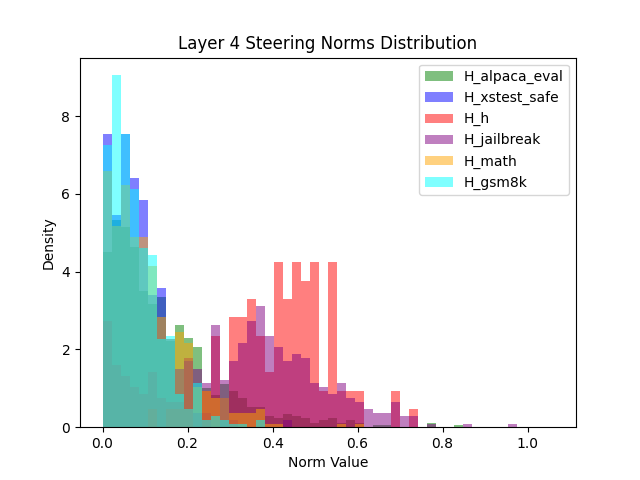 Layer 4 Steering Norms Distribution
H_alpaca_eval
H_xstest_safe
H_h
H_jailbreak
H_math
H_gsm8k
Density
8
6
4
2
0
0.0 0.2 0.4 0.6 0.8 1.0
Norm Value